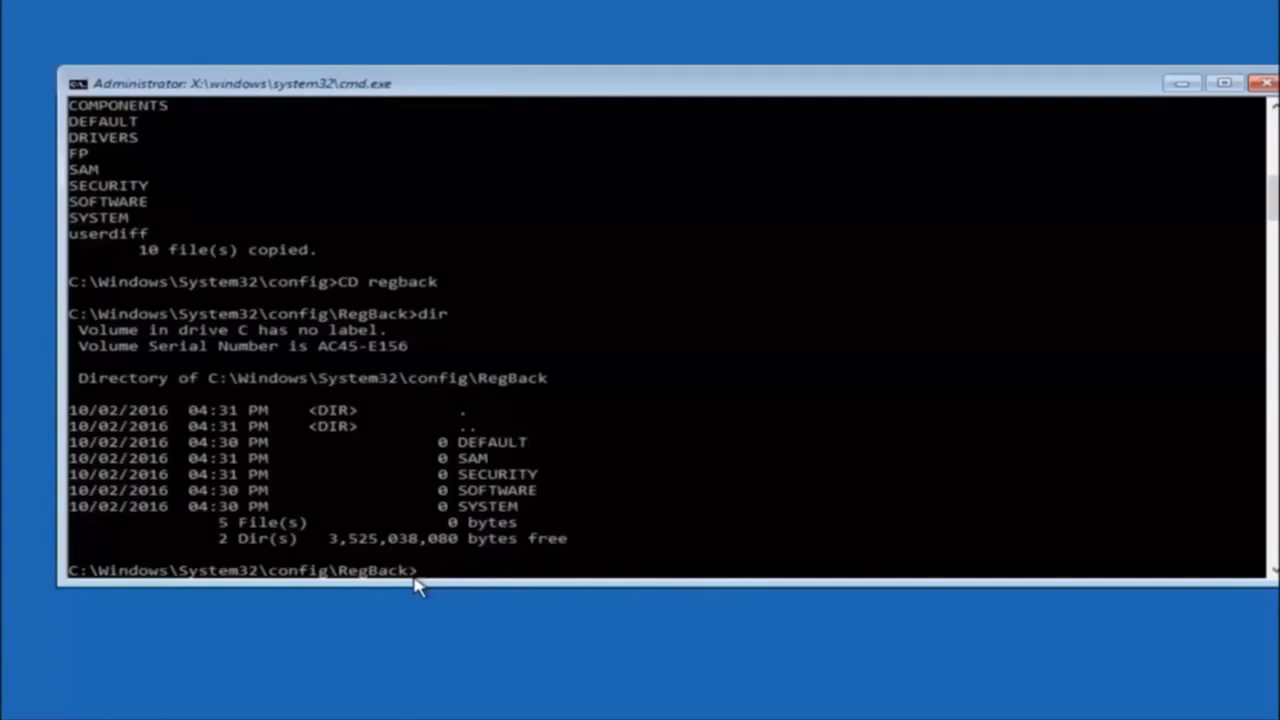 Administrator: X:\windows\system32\cmd.exe
COMPONENTS
DEFAULT
DRIVERS
FP
SAM
SECURITY
SOFTWARE
SYSTEM
userdiff
10 file(s) copied.
C:\Windows\System32\config>CD regback
C:\Windows\System32\config\RegBack>dir
Volume in drive C has no label.
Volume Serial Number is AC45-E156
Directory of C:\Windows\System32\config\RegBack
10/02/2016 04:31 PM <DIR> .
10/02/2016 04:31 PM <DIR> ..
10/02/2016 04:30 PM 0 DEFAULT
10/02/2016 04:31 PM 0 SAM
10/02/2016 04:31 PM 0 SECURITY
10/02/2016 04:30 PM 0 SOFTWARE
10/02/2016 04:30 PM 0 SYSTEM
5 File(s) 0 bytes
2 Dir(s) 3,525,038,080 bytes free
C:\Windows\System32\config\RegBack>